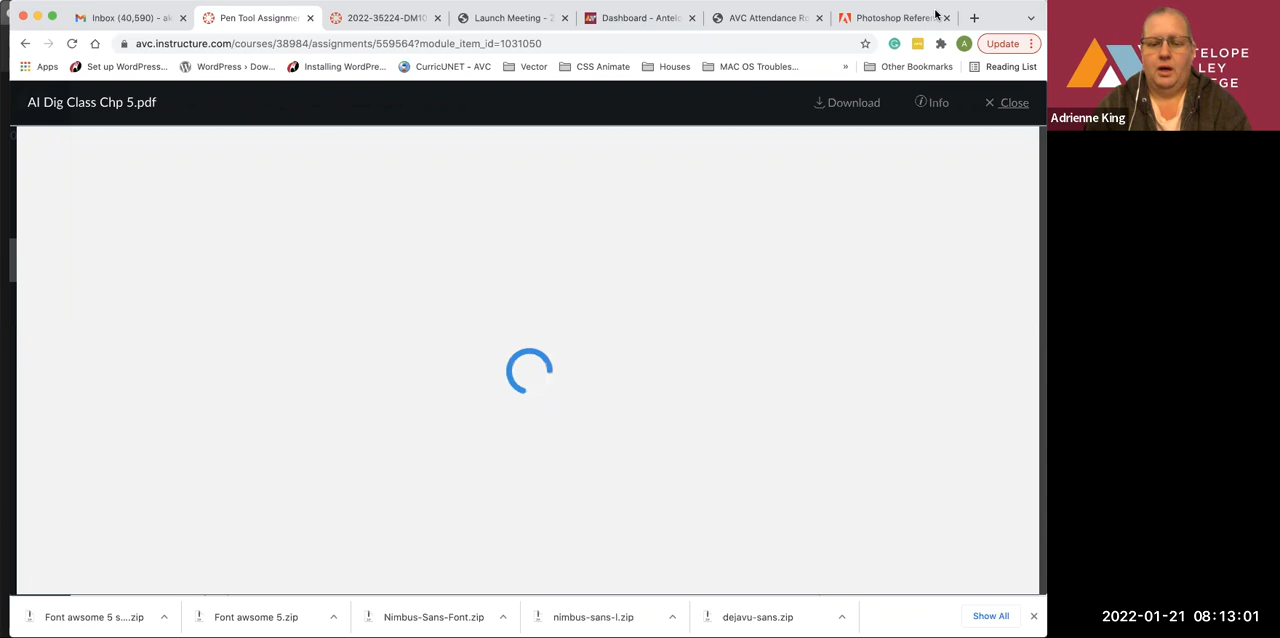 Inbox (40,590) - ak
Pen Tool Assignme
2022-35224-DM10
Launch Meeting - Z
Dashboard - Antelo
AVC Attendance Ro
Photoshop Refere
avc.instructure.com/courses/38984/assignments/559564?module_item_id=1031050
A
Update
Apps
Set up WordPress...
WordPress › Dow...
Installing WordPre...
CurricUNET - AVC
Vector
CSS Animate
Houses
MAC OS Troubles...
»
Other Bookmarks
Reading List
AI Dig Class Chp 5.pdf
Download
Info
Close
ELOPE
LEY
EGE
Adrienne King
Font awsome 5 s....zip
Font awsome 5.zip
Nimbus-Sans-Font.zip
nimbus-sans-l.zip
dejavu-sans.zip
Show All
2022-01-21 08:13:01